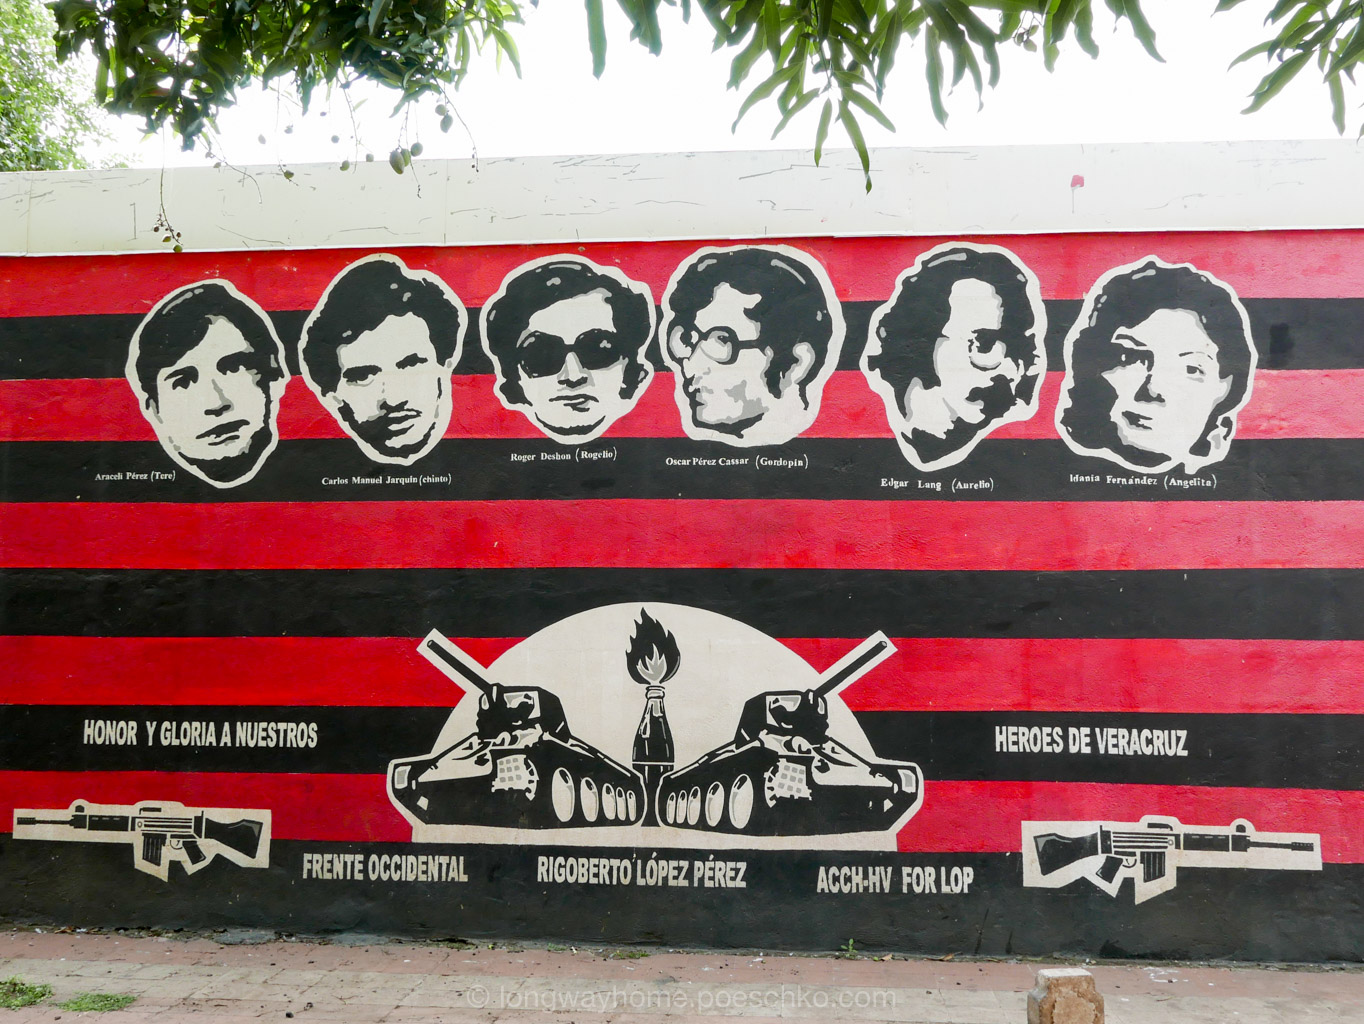 Araceli Pérez (Tere)
Carlos Manuel Jarquin (chinto)
Roger Deshon (Rogelio)
Oscar Pérez Cassar (Gordopin)
Edgar Lang (Aurelio)
Idania Fernández (Angelita)
HONOR Y GLORIA A NUESTROS
HEROES DE VERACRUZ
FRENTE OCCIDENTAL
RIGOBERTO LÓPEZ PÉREZ
ACCH-HV FOR LOP
© longwayhome.poeschko.com